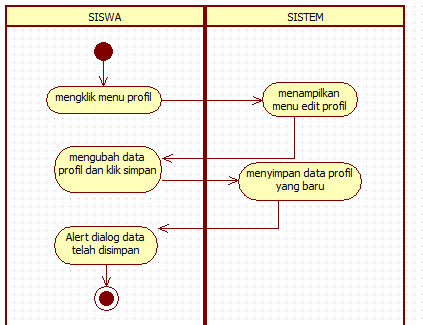 SISWA
SISTEM
mengklik menu profil
menampilkan
menu edit profil
mengubah data
profil dan klik simpan
menyimpan data profil
yang baru
Alert dialog data
telah disimpan